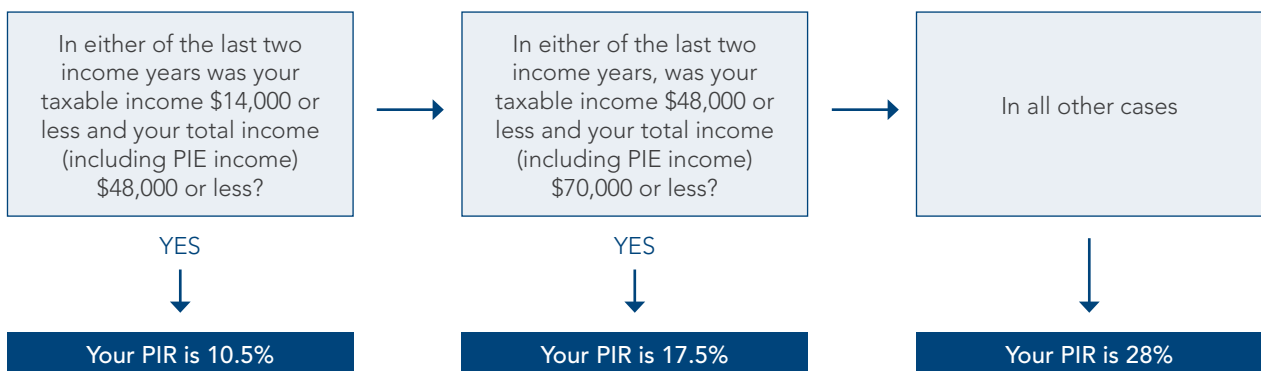 In either of the last two
income years was your
taxable income $14,000 or
less and your total income
(including PIE income)
$48,000 or less?
YES
Your PIR is 10.5%
In either of the last two
income years, was your
taxable income $48,000 or
less and your total income
(including PIE income)
$70,000 or less?
YES
Your PIR is 17.5%
In all other cases
Your PIR is 28%